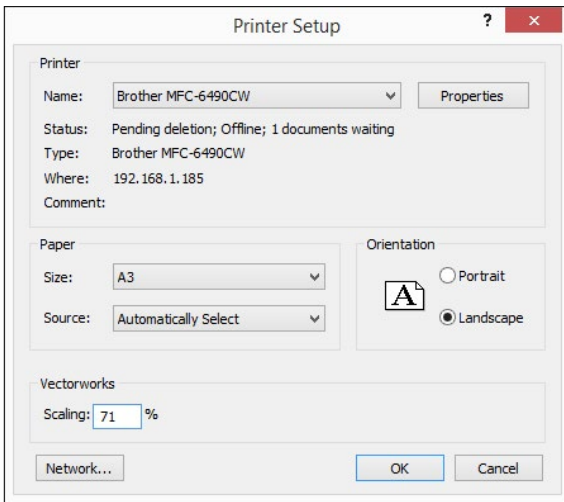 Printer Setup
?
Printer
Name: Brother MFC-6490CW Properties
Status: Pending deletion; Offline; 1 documents waiting
Type: Brother MFC-6490CW
Where: 192.168.1.185
Comment:
Paper
Size: A3
Source: Automatically Select
Orientation
A
Portrait
Landscape
Vectorworks
Scaling: 71 %
Network... OK Cancel